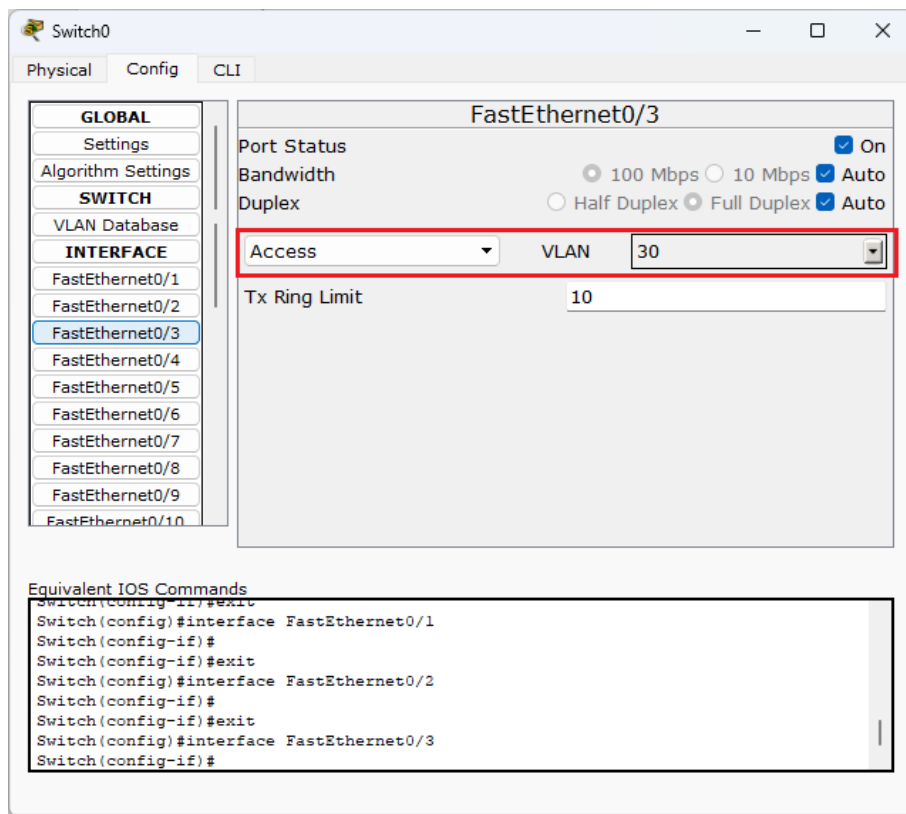 Switch0
Physical Config CLI
GLOBAL
Settings
Algorithm Settings
SWITCH
VLAN Database
INTERFACE
FastEthernet0/1
FastEthernet0/2
FastEthernet0/3
FastEthernet0/4
FastEthernet0/5
FastEthernet0/6
FastEthernet0/7
FastEthernet0/8
FastEthernet0/9
FastEthernet0/10
FastEthernet0/3
Port Status On
Bandwidth 100 Mbps 10 Mbps Auto
Duplex Half Duplex Full Duplex Auto
Access VLAN 30
Tx Ring Limit 10
Equivalent IOS Commands
Switch(config-if)#exit
Switch(config)#interface FastEthernet0/1
Switch(config-if)#
Switch(config-if)#exit
Switch(config)#interface FastEthernet0/2
Switch(config-if)#
Switch(config-if)#exit
Switch(config)#interface FastEthernet0/3
Switch(config-if)#